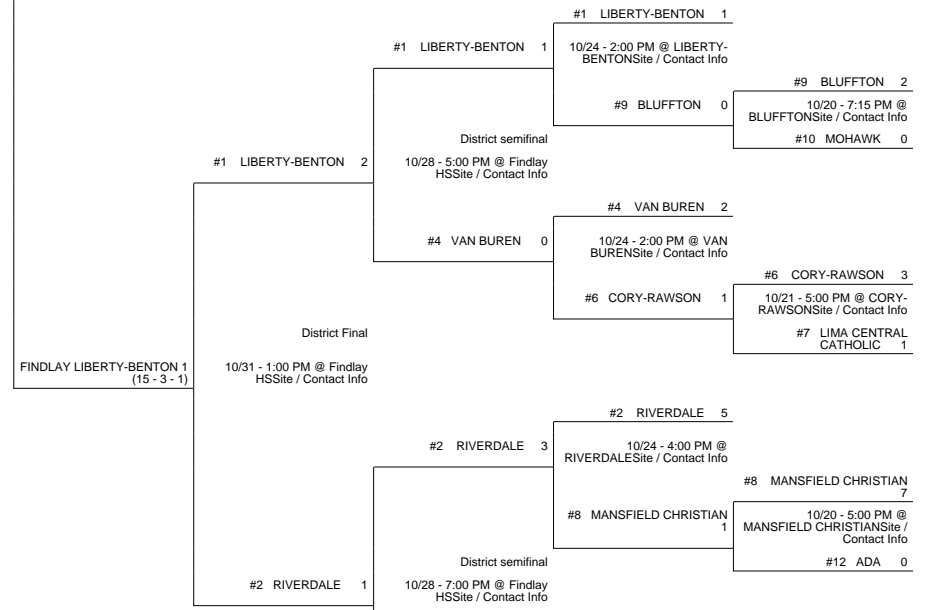 #1 LIBERTY-BENTON 1
10/24 - 2:00 PM @ LIBERTY-
BENTONSite / Contact Info
#1 LIBERTY-BENTON 1
#9 BLUFFTON 2
#9 BLUFFTON 0
10/20 - 7:15 PM @
BLUFFTONSite / Contact Info
#10 MOHAWK 0
District semifinal
10/28 - 5:00 PM @ Findlay
HSSite / Contact Info
#1 LIBERTY-BENTON 2
#4 VAN BUREN 2
#4 VAN BUREN 0
10/24 - 2:00 PM @ VAN
BURENSite / Contact Info
#6 CORY-RAWSON 3
#6 CORY-RAWSON 1
10/21 - 5:00 PM @ CORY-
RAWSONSite / Contact Info
#7 LIMA CENTRAL
CATHOLIC 1
District Final
10/31 - 1:00 PM @ Findlay
HSSite / Contact Info
FINDLAY LIBERTY-BENTON 1
(15 - 3 - 1)
#2 RIVERDALE 5
#2 RIVERDALE 3
10/24 - 4:00 PM @
RIVERDALESite / Contact Info
#8 MANSFIELD CHRISTIAN
7
#8 MANSFIELD CHRISTIAN
1
10/20 - 5:00 PM @
MANSFIELD CHRISTIANSite /
Contact Info
#12 ADA 0
District semifinal
10/28 - 7:00 PM @ Findlay
HSSite / Contact Info
#2 RIVERDALE 1